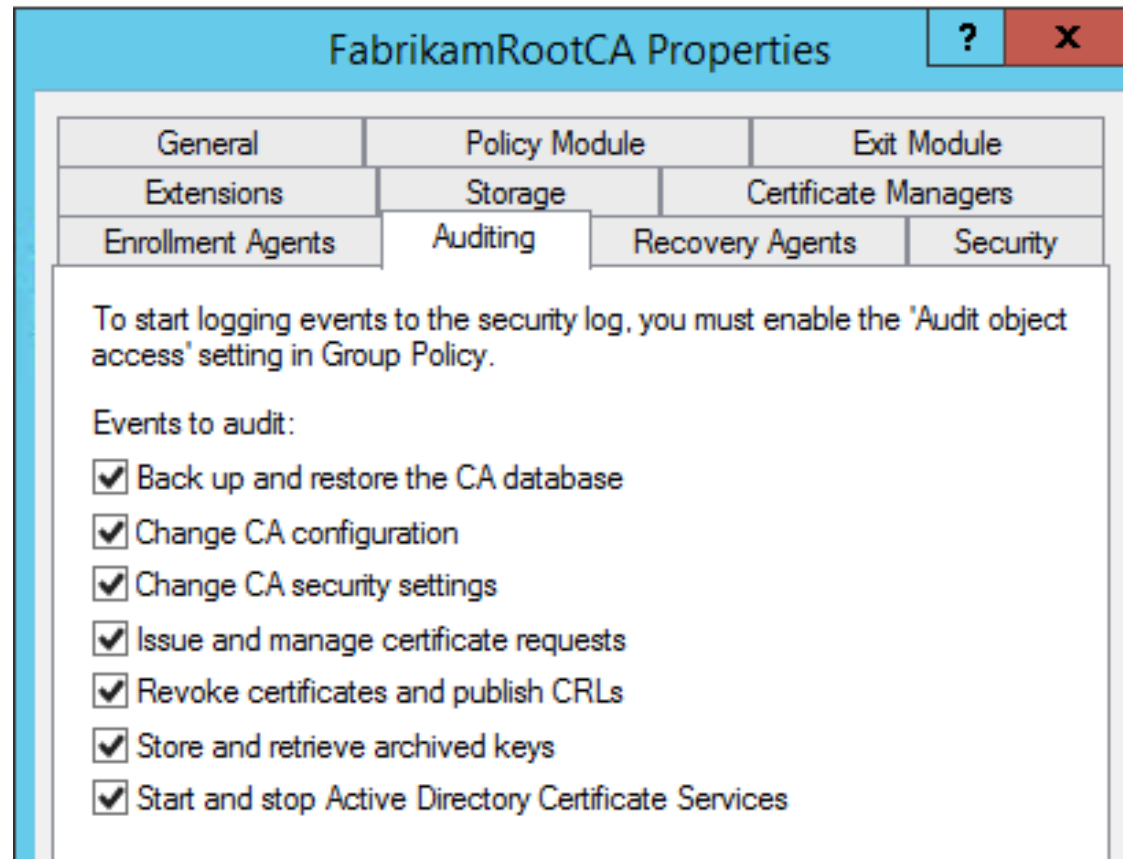 FabrikamRootCA Properties
? x
General Policy Module Exit Module
Extensions Storage Certificate Managers
Enrollment Agents Auditing Recovery Agents Security
To start logging events to the security log, you must enable the 'Audit object
access' setting in Group Policy.
Events to audit:
Back up and restore the CA database
Change CA configuration
Change CA security settings
Issue and manage certificate requests
Revoke certificates and publish CRLs
Store and retrieve archived keys
Start and stop Active Directory Certificate Services